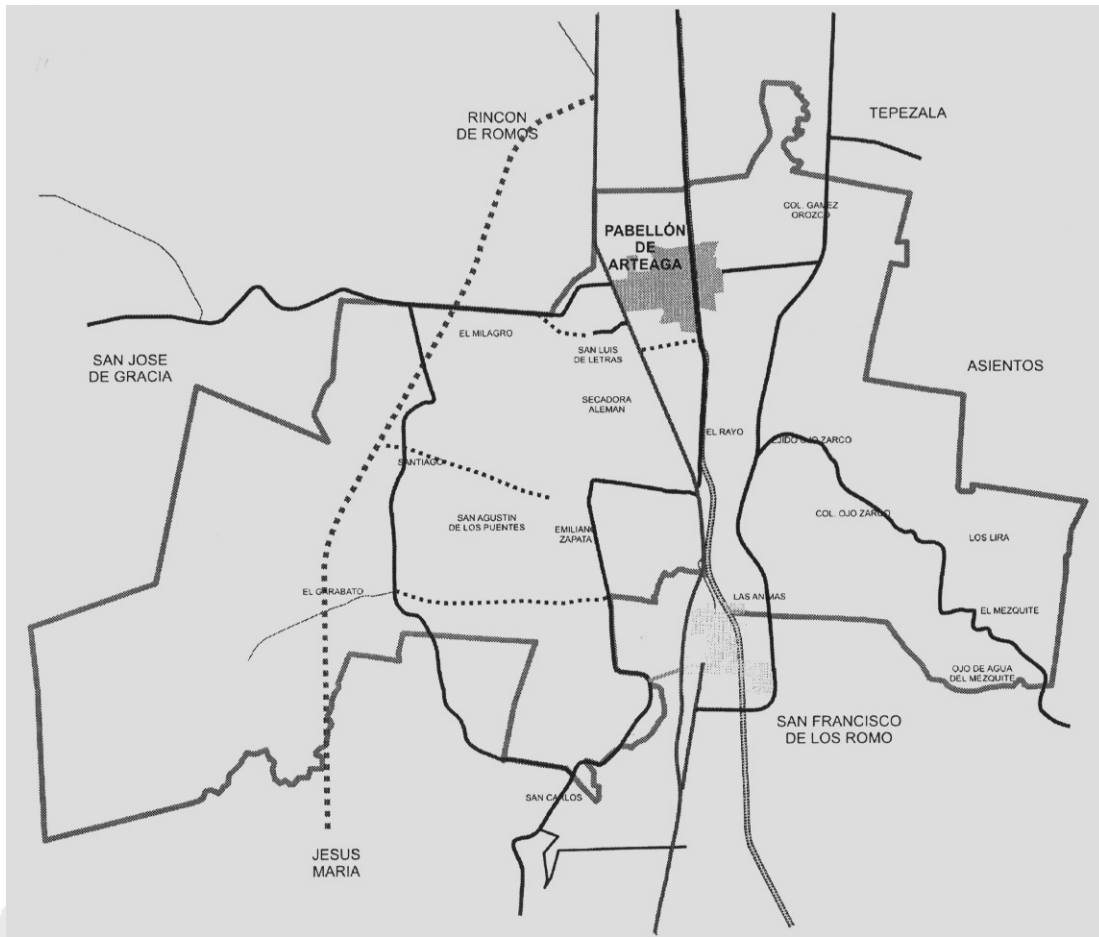 RINCON
DE ROMOS
TEPEZALA
COL. GAMEZ
OROZCO
PABELLÓN
DE
ARTEAGA
EL MILAGRO
SAN LUIS
DE LETRAS
SAN JOSE
DE GRACIA
ASIENTOS
SECADORA
ALEMAN
EL RAYO
EJIDO OJO ZARCO
SANTIAGO
SAN AGUSTIN
DE LOS PUENTES
EMILIANO
ZAPATA
COL. OJO ZARCO
LOS LIRA
EL GARABATO
LAS ANIMAS
EL MEZQUITE
OJO DE AGUA
DEL MEZQUITE
SAN FRANCISCO
DE LOS ROMO
SAN CARLOS
JESUS
MARIA